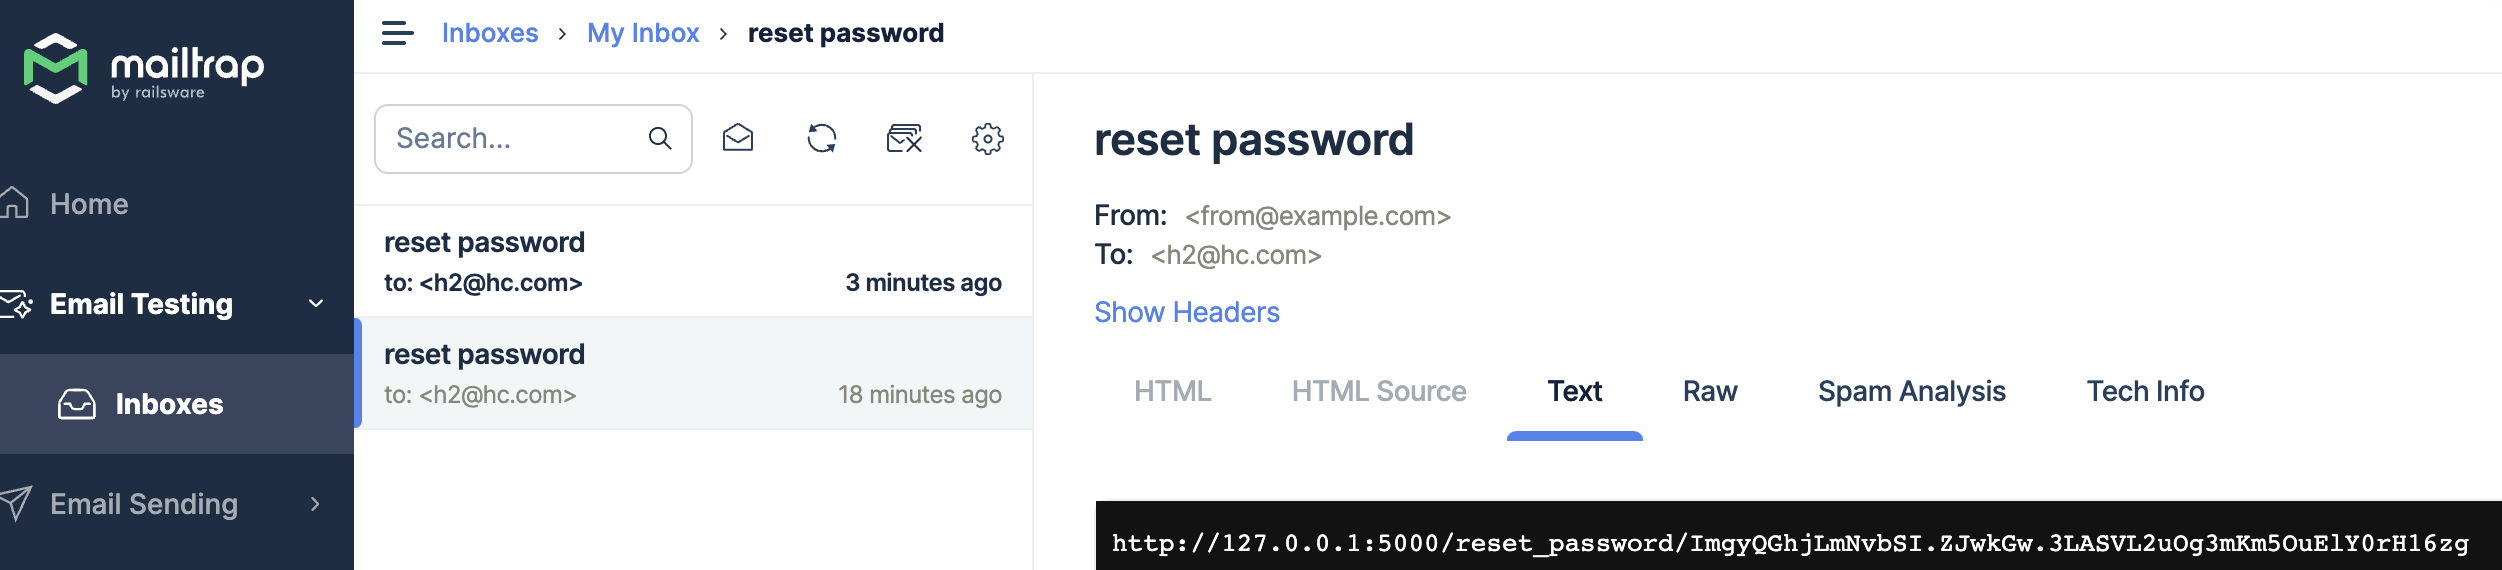 mailtrap
by railsware
Home
Email Testing
Inboxes
Email Sending
Inboxes > My Inbox > reset password
Search...
reset password
to: <h2@hc.com> 3 minutes ago
reset password
to: <h2@hc.com> 18 minutes ago
reset password
From: <from@example.com>
To: <h2@hc.com>
Show Headers
HTML HTML Source Text Raw Spam Analysis Tech Info
http://127.0.0.1:5000/reset_password/ImgyQGhjLmNvbSI.ZJwkGw.3LASVL2uOg3mKm5OuElY0rH16zg